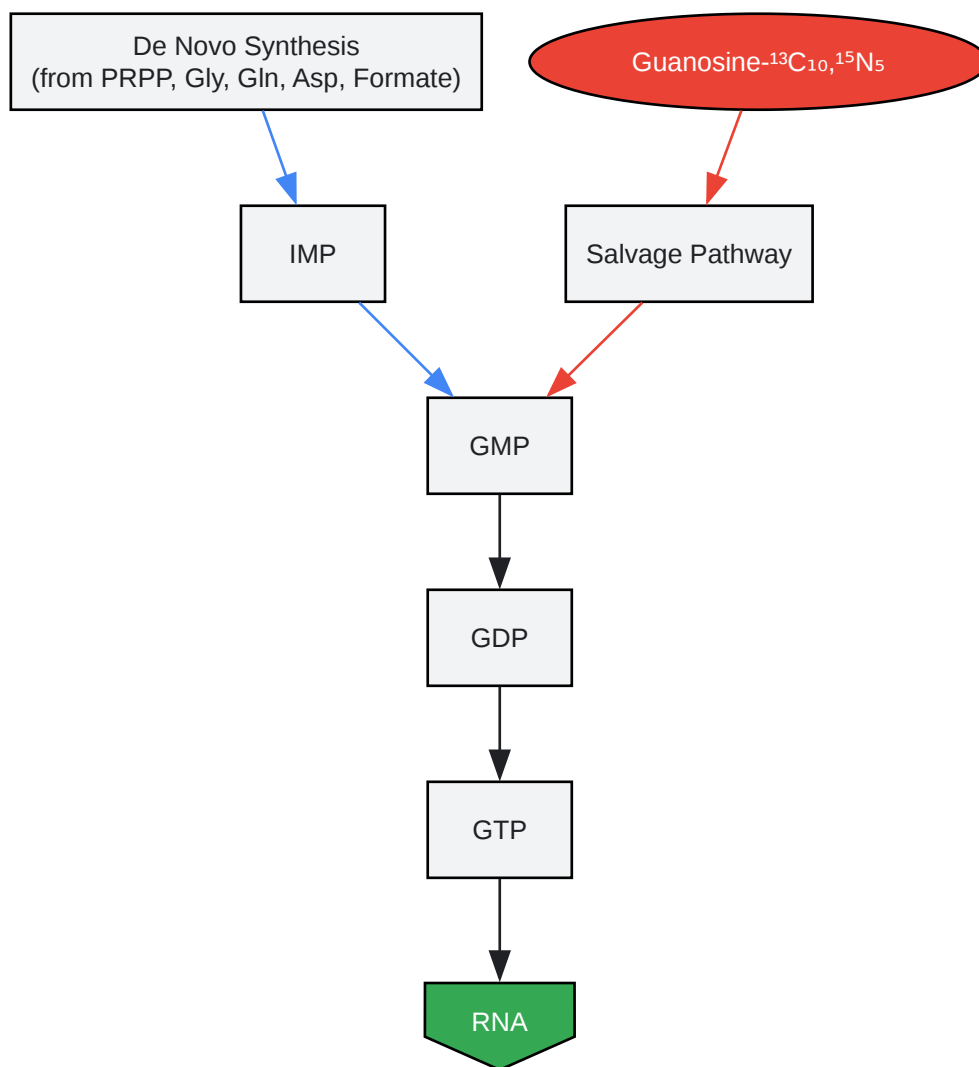 De Novo Synthesis
(from PRPP, Gly, Gln, Asp, Formate)
Guanosine-¹³C₁₀,¹⁵N₅
IMP
Salvage Pathway
GMP
GDP
GTP
RNA